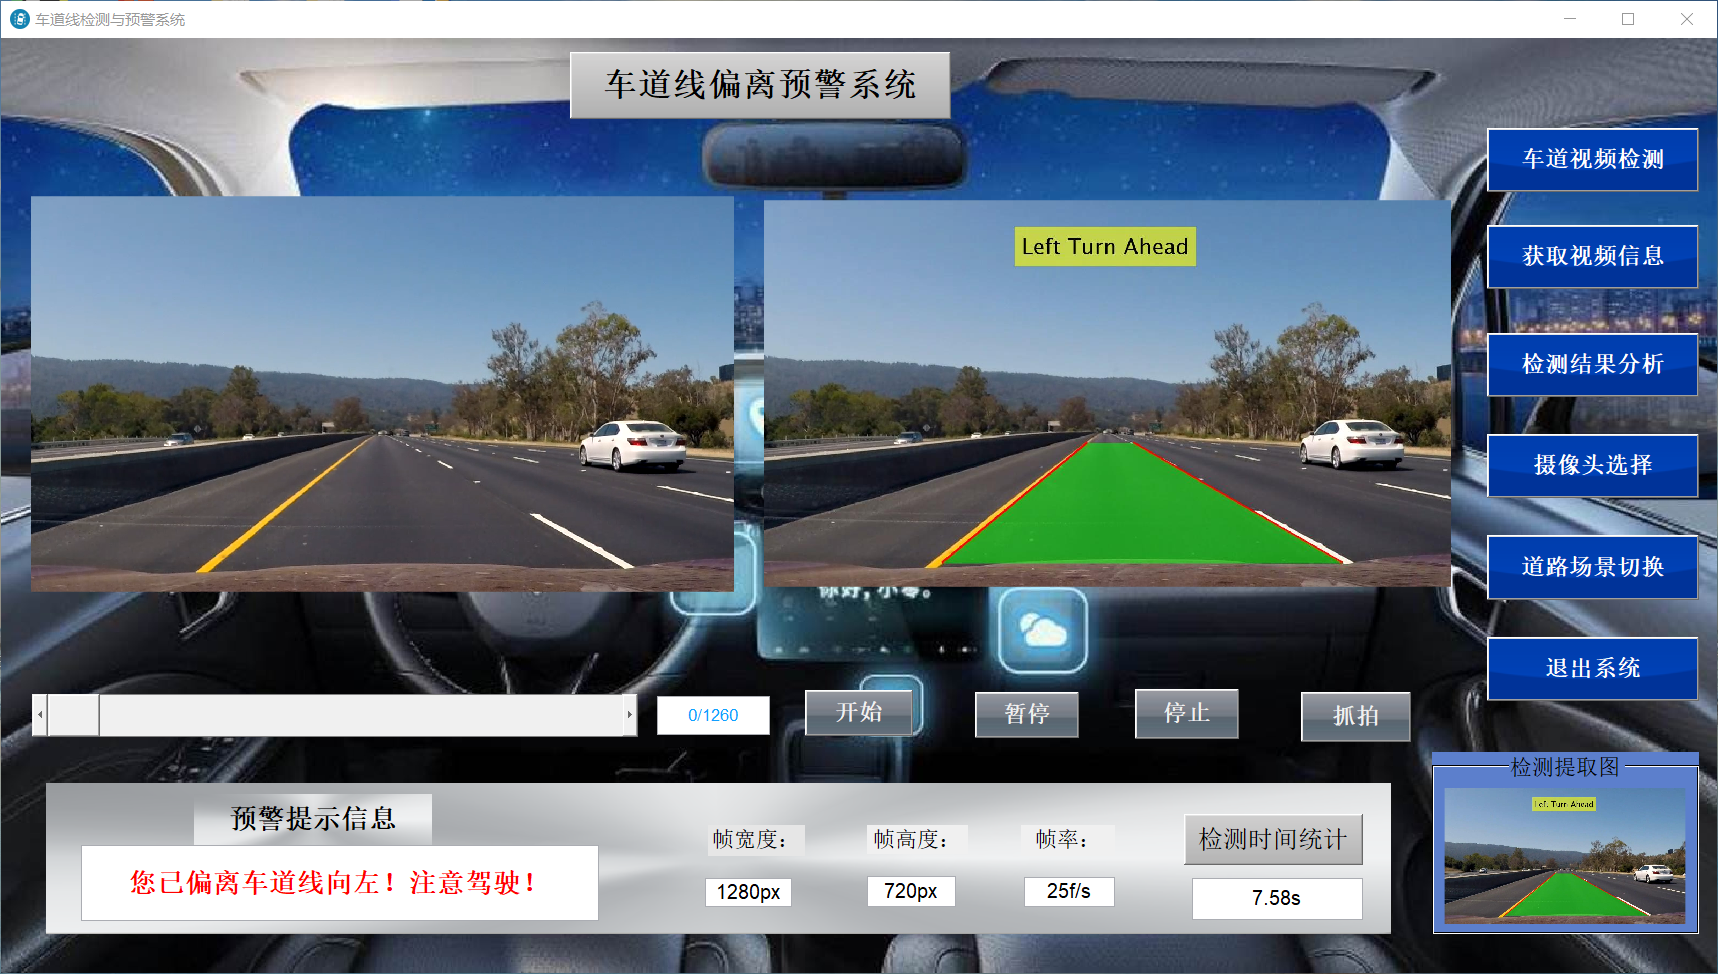 车道线检测与预警系统
车道线偏离预警系统
车道视频检测
Left Turn Ahead
获取视频信息
检测结果分析
摄像头选择
道路场景切换
退出系统
0/1260
开始
暂停
停止
抓拍
检测提取图
Left Turn Ahead
预警提示信息
您已偏离车道线向左！注意驾驶！
帧宽度：
帧高度：
帧率：
检测时间统计
1280px
720px
25f/s
7.58s